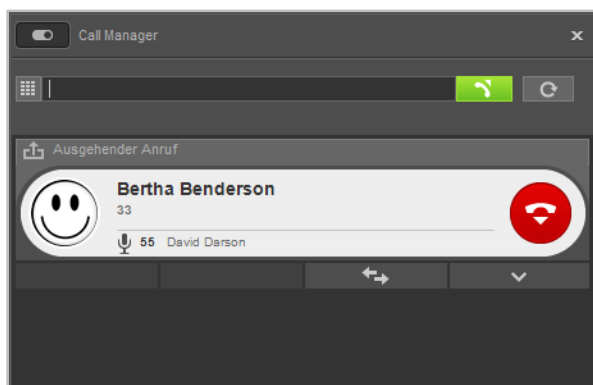 Call Manager
Ausgehender Anruf
Bertha Benderson
33
55 David Darson